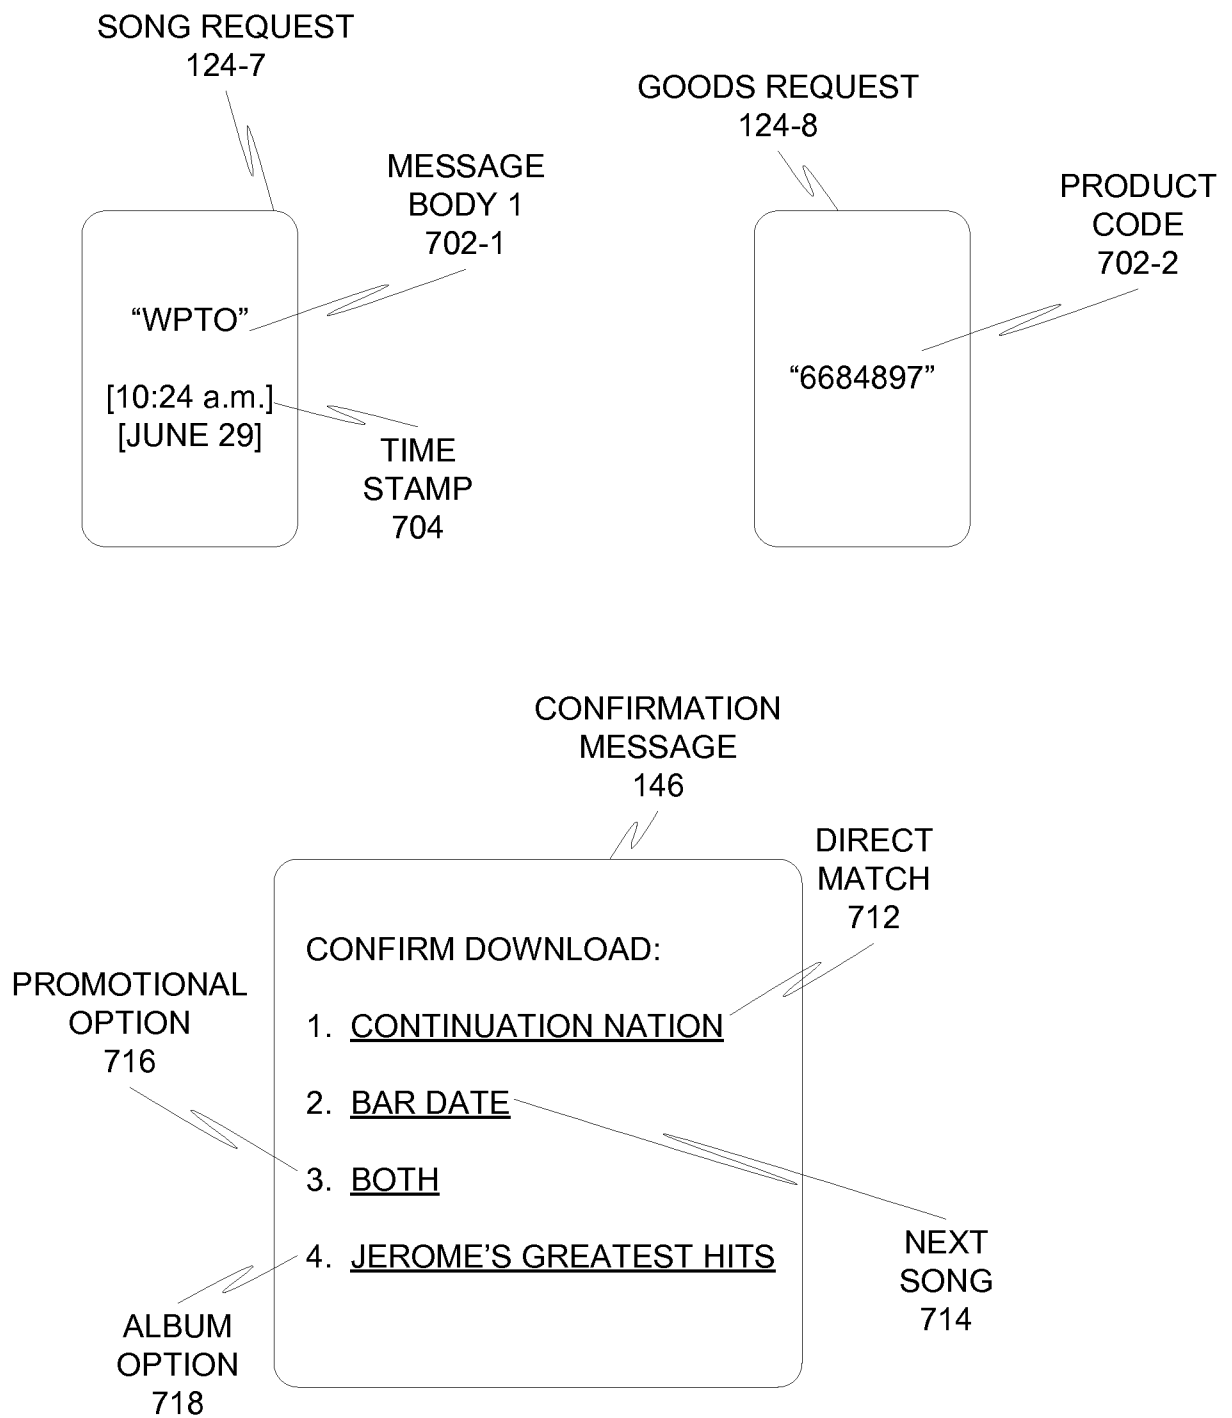 SONG REQUEST
124-7
MESSAGE
BODY 1
702-1
“WPTO”
[10:24 a.m.]
[JUNE 29]
TIME
STAMP
704
GOODS REQUEST
124-8
PRODUCT
CODE
702-2
“6684897”
CONFIRMATION
MESSAGE
146
DIRECT
MATCH
712
CONFIRM DOWNLOAD:
PROMOTIONAL
OPTION
716
1. CONTINUATION NATION
2. BAR DATE
3. BOTH
4. JEROME’S GREATEST HITS
NEXT
SONG
714
ALBUM
OPTION
718